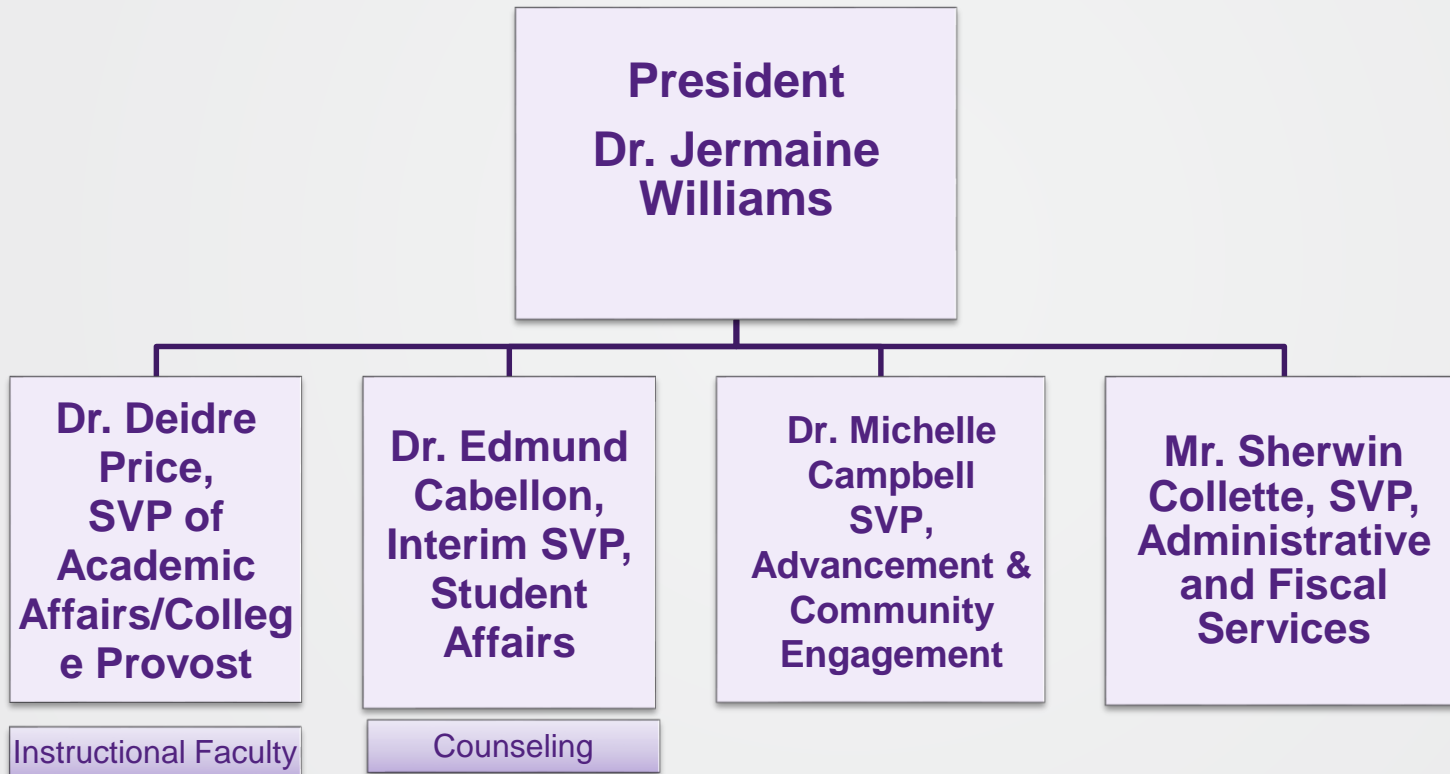 President
Dr. Jermaine
Williams
Dr. Deidre
Price,
SVP of
Academic
Affairs/Colleg
e Provost
Instructional Faculty
Dr. Edmund
Cabellon,
Interim SVP,
Student
Affairs
Counseling
Dr. Michelle
Campbell
SVP,
Advancement &
Community
Engagement
Mr. Sherwin
Collette, SVP,
Administrative
and Fiscal
Services